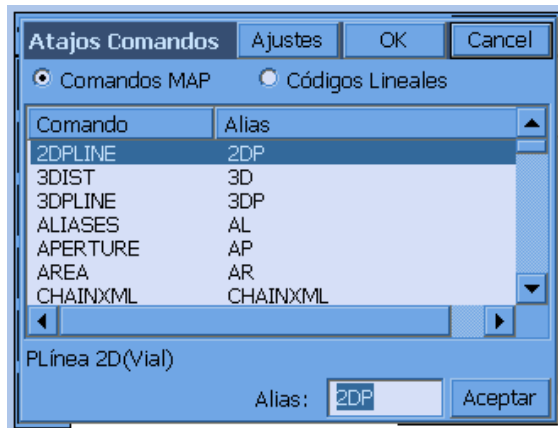 Atajos Comandos Ajustes OK Cancel
Comandos MAP Códigos Lineales
Comando Alias
2DPLINE 2DP
3DIST 3D
3DPLINE 3DP
ALIASES AL
APERTURE AP
AREA AR
CHAINXML CHAINXML
PLínea 2D(Vial)
Alias: 2DP Aceptar